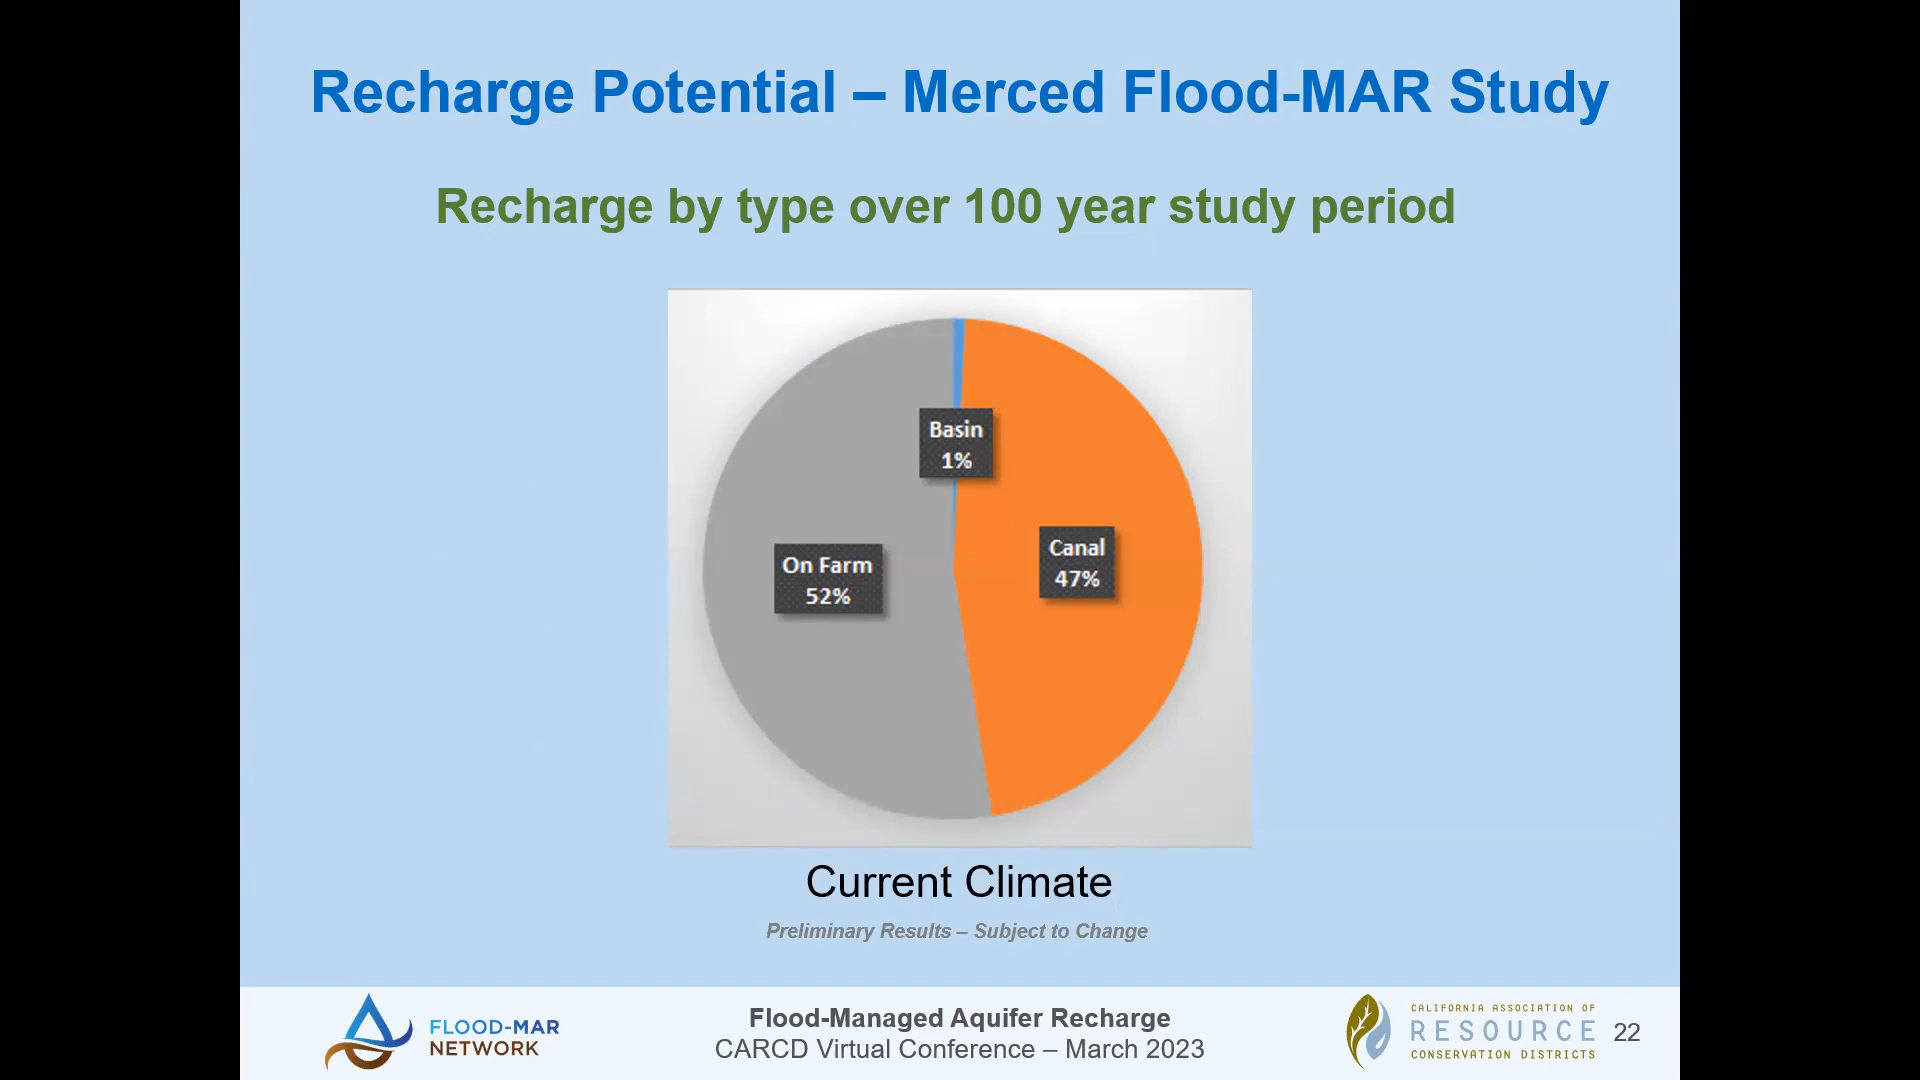 Recharge Potential – Merced Flood-MAR Study
Recharge by type over 100 year study period
Basin
1%
Canal
47%
On Farm
52%
Current Climate
Preliminary Results – Subject to Change
FLOOD-MAR
NETWORK
Flood-Managed Aquifer Recharge
CARCD Virtual Conference – March 2023
CALIFORNIA ASSOCIATION OF
RESOURCE
CONSERVATION DISTRICTS
22